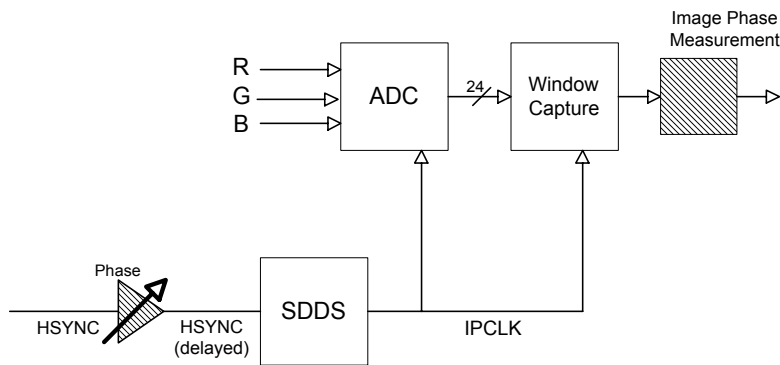 Image Phase
Measurement
R
G
B
ADC
24
Window
Capture
Phase
HSYNC
HSYNC
(delayed)
SDDS
IPCLK